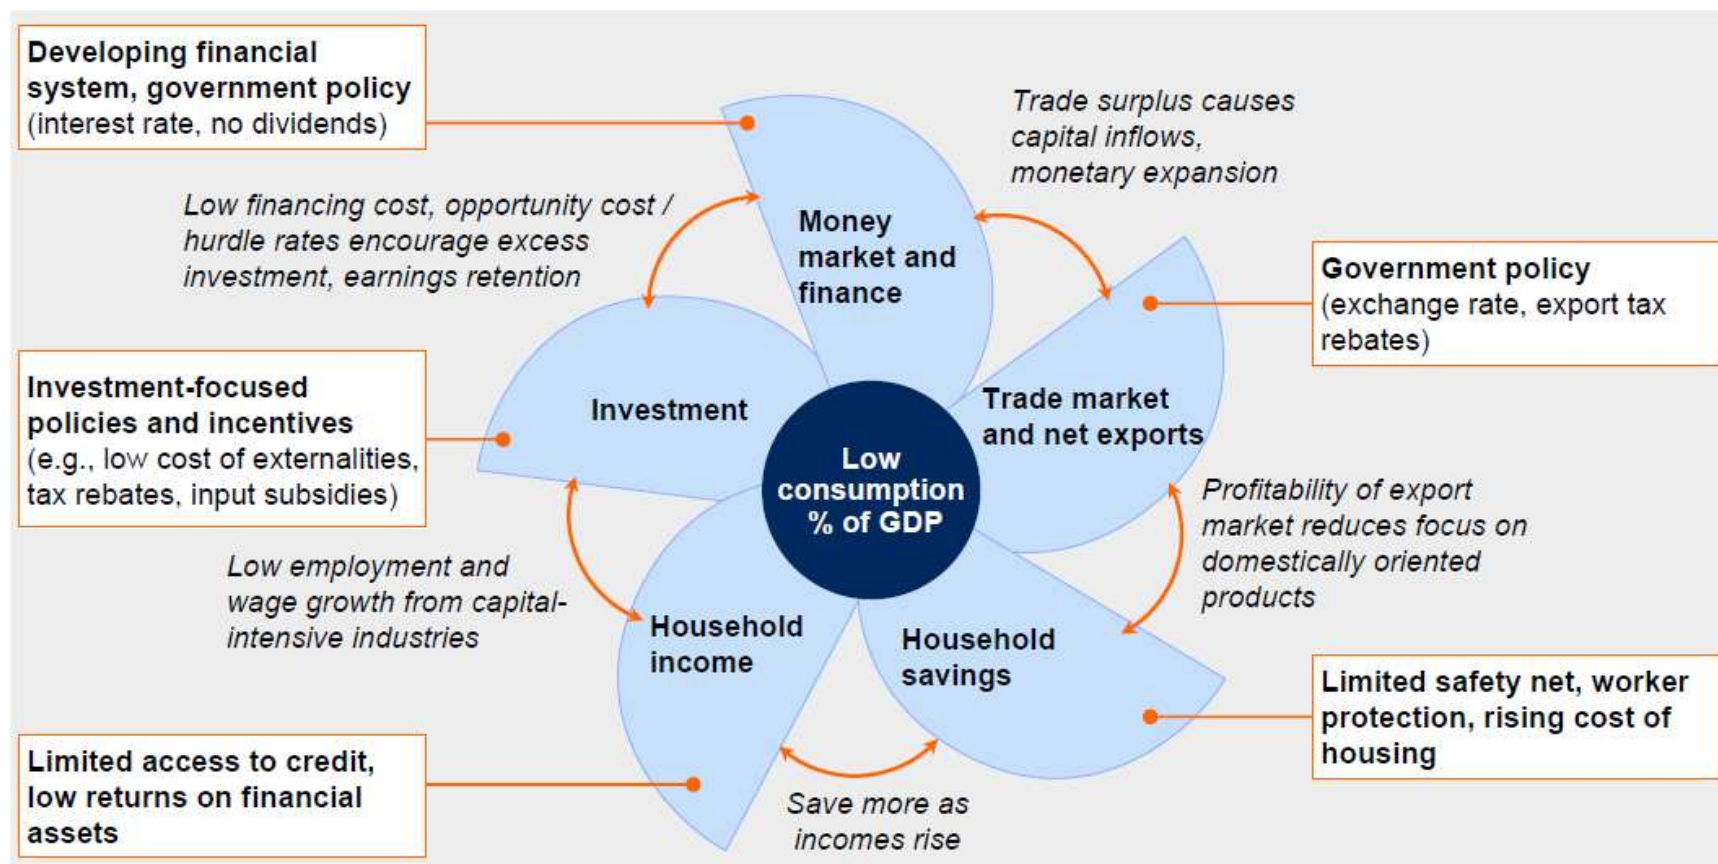 Developing financial
system, government policy
(interest rate, no dividends)
Trade surplus causes
capital inflows,
monetary expansion
Low financing cost, opportunity cost /
hurdle rates encourage excess
investment, earnings retention
Money
market and
finance
Government policy
(exchange rate, export tax
rebates)
Investment-focused
policies and incentives
(e.g., low cost of externalities,
tax rebates, input subsidies)
Investment
Trade market
and net exports
Low
consumption
% of GDP
Profitability of export
market reduces focus on
domestically oriented
products
Low employment and
wage growth from capital-
intensive industries
Household
income
Household
savings
Limited safety net, worker
protection, rising cost of
housing
Limited access to credit,
low returns on financial
assets
Save more as
incomes rise